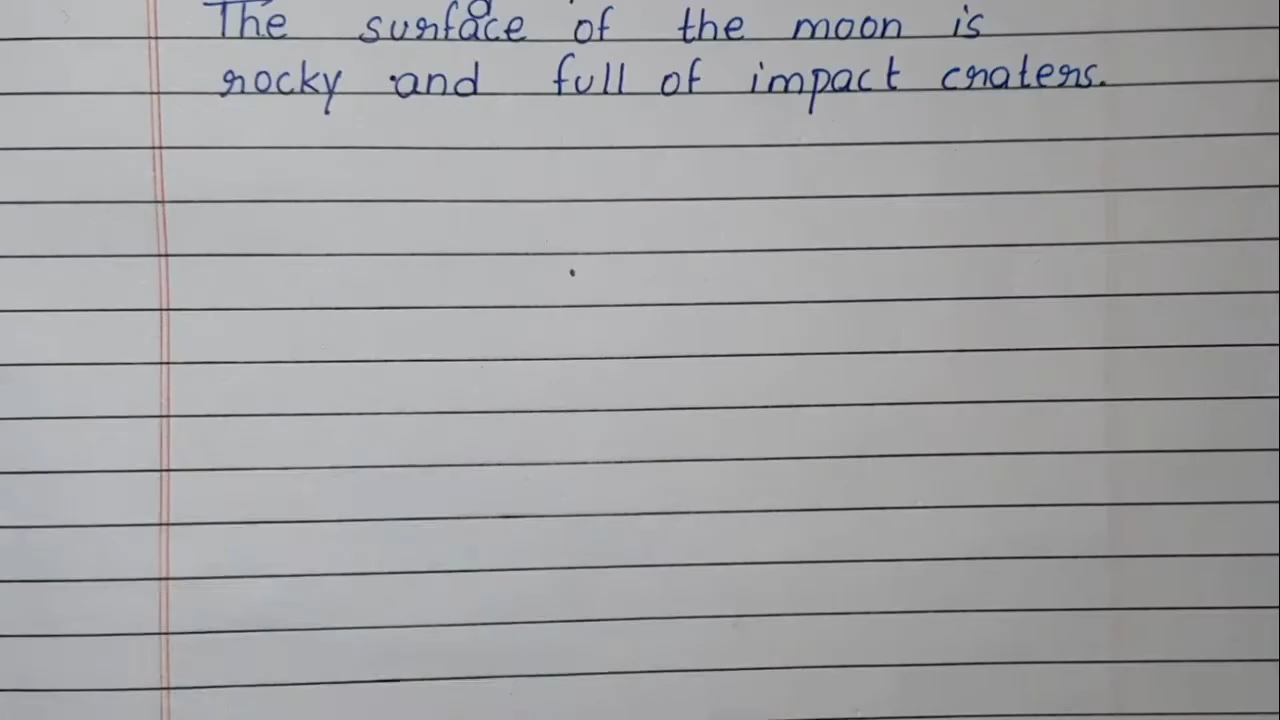 The surface of the moon is
rocky and full of impact craters.